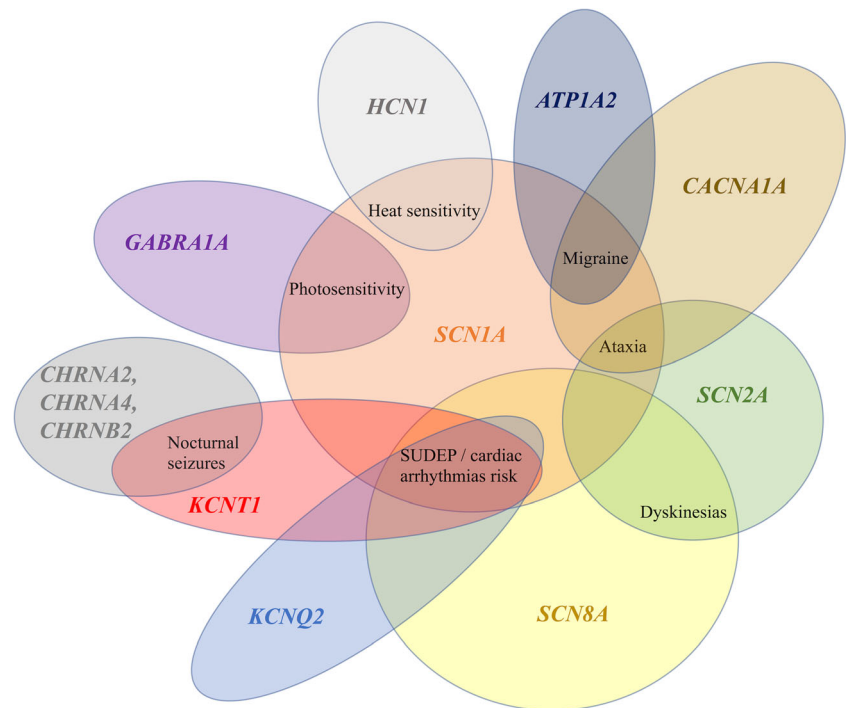 HCN1
ATP1A2
CACNA1A
Heat sensitivity
GABRA1A
Migraine
Photosensitivity
SCN1A
Ataxia
CHRNA2,
CHRNA4,
CHRNB2
SCN2A
Nocturnal
seizures
SUDEP / cardiac
arrhythmias risk
KCNT1
Dyskinesias
KCNQ2
SCN8A